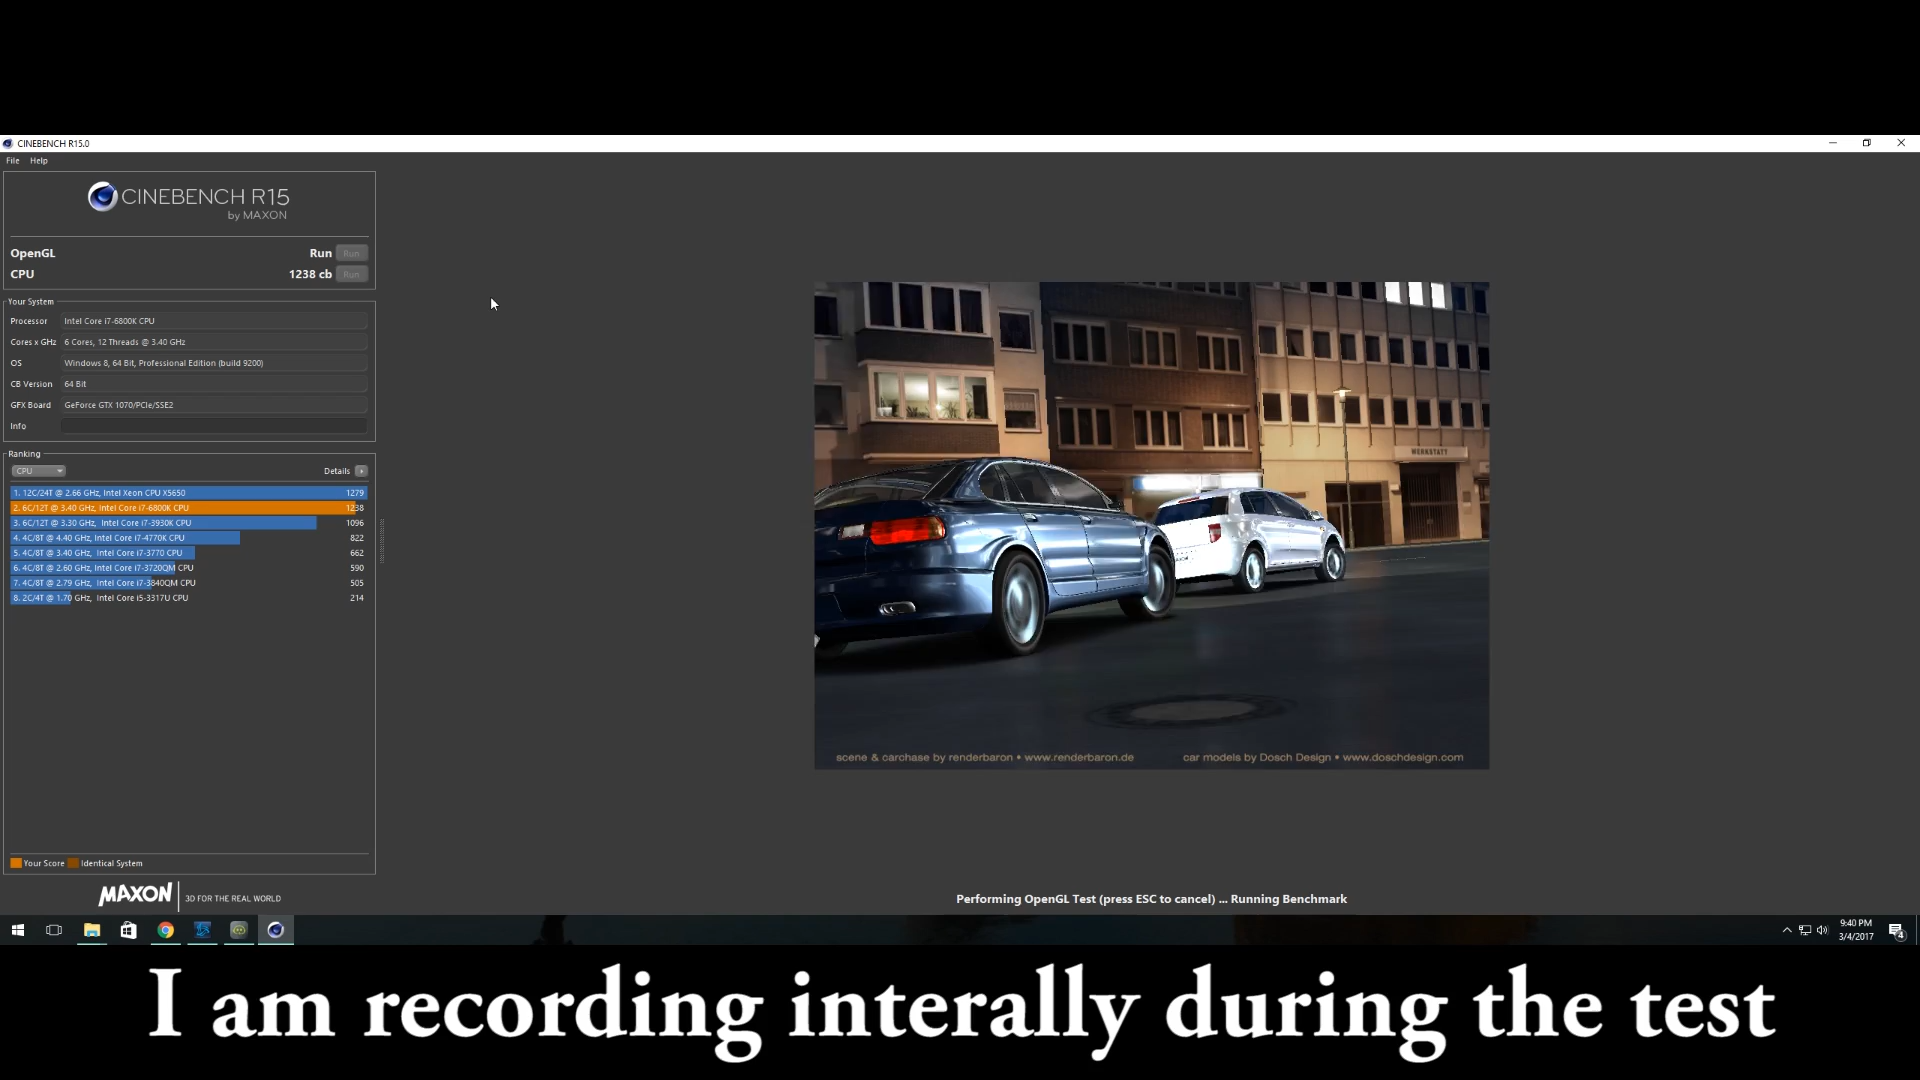 CINEBENCH R15.0
File Help
CINEBENCH R15
by MAXON
OpenGL Run Run
CPU 1238 cb Run
Your System
Processor Intel Core i7-6800K CPU
Cores x GHz 6 Cores, 12 Threads @ 3.40 GHz
OS Windows 8, 64 Bit, Professional Edition (build 9200)
CB Version 64 Bit
GFX Board GeForce GTX 1070/PCIe/SSE2
Info
Ranking
CPU Details
1. 12C/24T @ 2.66 GHz, Intel Xeon CPU X5650 1279
2. 6C/12T @ 3.40 GHz, Intel Core i7-6800K CPU 1238
3. 6C/12T @ 3.30 GHz, Intel Core i7-3930K CPU 1096
4. 4C/8T @ 4.40 GHz, Intel Core i7-4770K CPU 822
5. 4C/8T @ 3.40 GHz, Intel Core i7-3770 CPU 662
6. 4C/8T @ 2.60 GHz, Intel Core i7-3720QM CPU 590
7. 4C/8T @ 2.79 GHz, Intel Core i7-3840QM CPU 505
8. 2C/4T @ 1.70 GHz, Intel Core i5-3317U CPU 214
WERKSTATT
scene & carchase by renderbaron • www.renderbaron.de car models by Dosch Design • www.doschdesign.com
Your Score Identical System
MAXON 3D FOR THE REAL WORLD
Performing OpenGL Test (press ESC to cancel) ... Running Benchmark
9:40 PM
3/4/2017
4
I am recording interally during the test